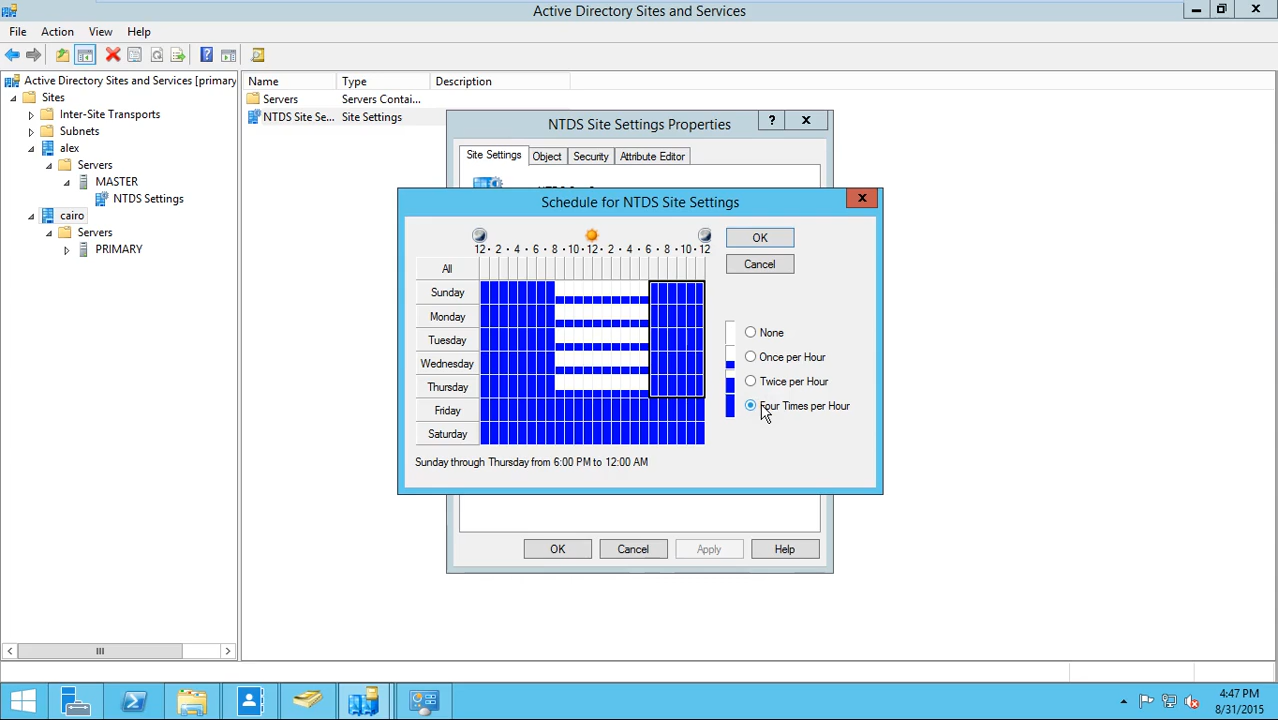 Active Directory Sites and Services
File Action View Help
Active Directory Sites and Services [primary
Sites
Inter-Site Transports
Subnets
alex
Servers
MASTER
NTDS Settings
cairo
Servers
PRIMARY
Name Type Description
Servers Servers Contai...
NTDS Site Se... Site Settings
NTDS Site Settings Properties
Site Settings Object Security Attribute Editor
Schedule for NTDS Site Settings
12 · 2 · 4 · 6 · 8 · 10 · 12 · 2 · 4 · 6 · 8 · 10 · 12
All
Sunday
Monday
Tuesday
Wednesday
Thursday
Friday
Saturday
Sunday through Thursday from 6:00 PM to 12:00 AM
OK
Cancel
None
Once per Hour
Twice per Hour
Four Times per Hour
OK Cancel Apply Help
4:47 PM
8/31/2015